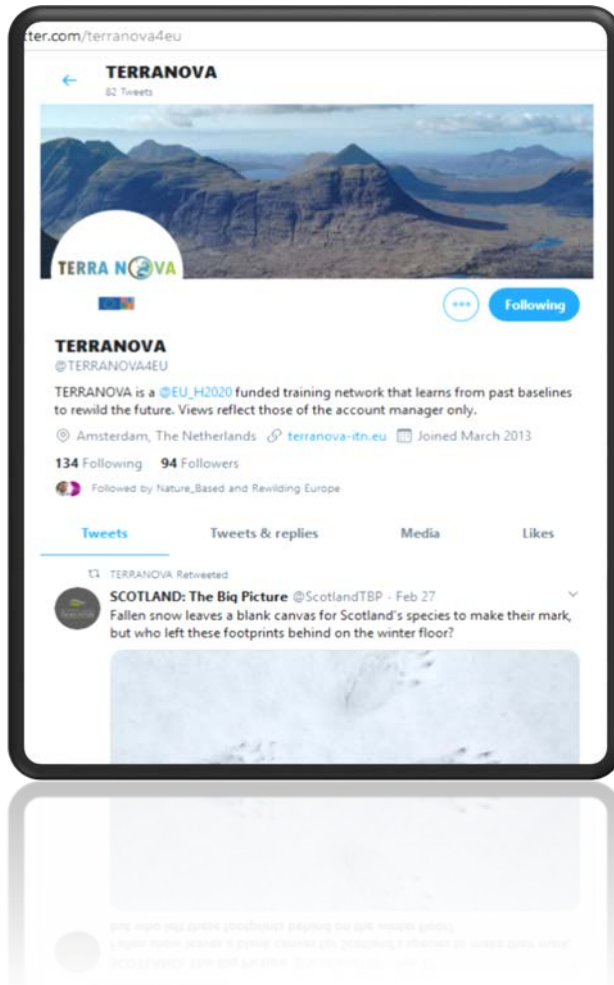 ter.com/terranova4eu
TERRANOVA
82 Tweets
TERRA NOVA
Following
TERRANOVA
@TERRANOVA4EU
TERRANOVA is a @EU_H2020 funded training network that learns from past baselines
to rewild the future. Views reflect those of the account manager only.
Amsterdam, The Netherlands terranova-itn.eu Joined March 2013
134 Following 94 Followers
Followed by Nature_Based and Rewilding Europe
Tweets Tweets & replies Media Likes
TERRANOVA Retweeted
SCOTLAND: The Big Picture @ScotlandTBP - Feb 27
Fallen snow leaves a blank canvas for Scotland's species to make their mark,
but who left these footprints behind on the winter floor?